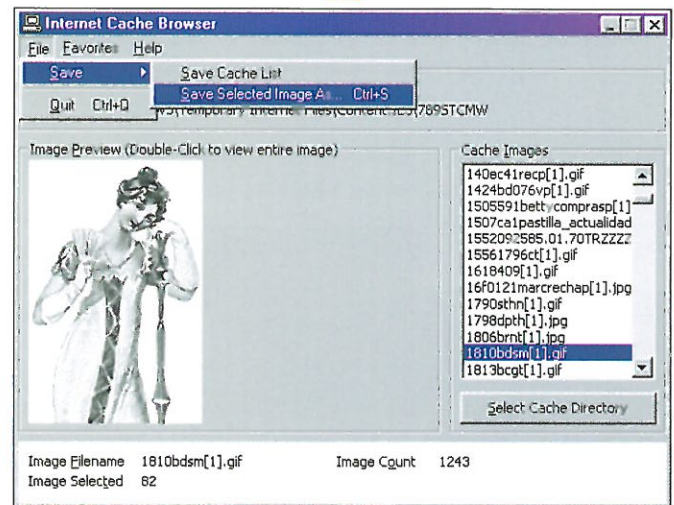 Internet Cache Browser
File Favorites Help
Save
Save Cache List
Save Selected Image As... Ctrl+S
Quit Ctrl+Q
Temporary Internet Files\Content.IE5\789STCMW
Image Preview (Double-Click to view entire image)
Cache Images
140ec41recp[1].gif
1424bd076vp[1].gif
1505591bettycomprasp[1]
1507ca1pastilla_actualidad
1552092585.01.70TRZZZZ
15561796ct[1].gif
1618409[1].gif
16f0121marcrechap[1].jpg
1790sthn[1].gif
1798dpth[1].jpg
1806brnt[1].jpg
1810bdsm[1].gif
1813bcgt[1].gif
Select Cache Directory
Image Filename 1810bdsm[1].gif
Image Count 1243
Image Selected 82